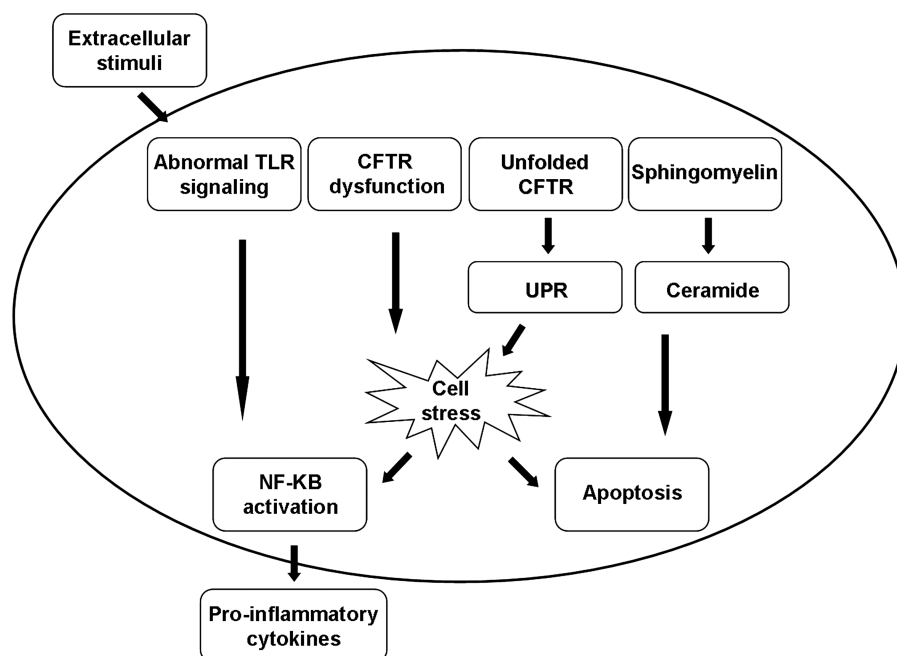 Extracellular
stimuli
Abnormal TLR
signaling
CFTR
dysfunction
Unfolded
CFTR
Sphingomyelin
UPR
Ceramide
Cell
stress
NF-KB
activation
Apoptosis
Pro-inflammatory
cytokines